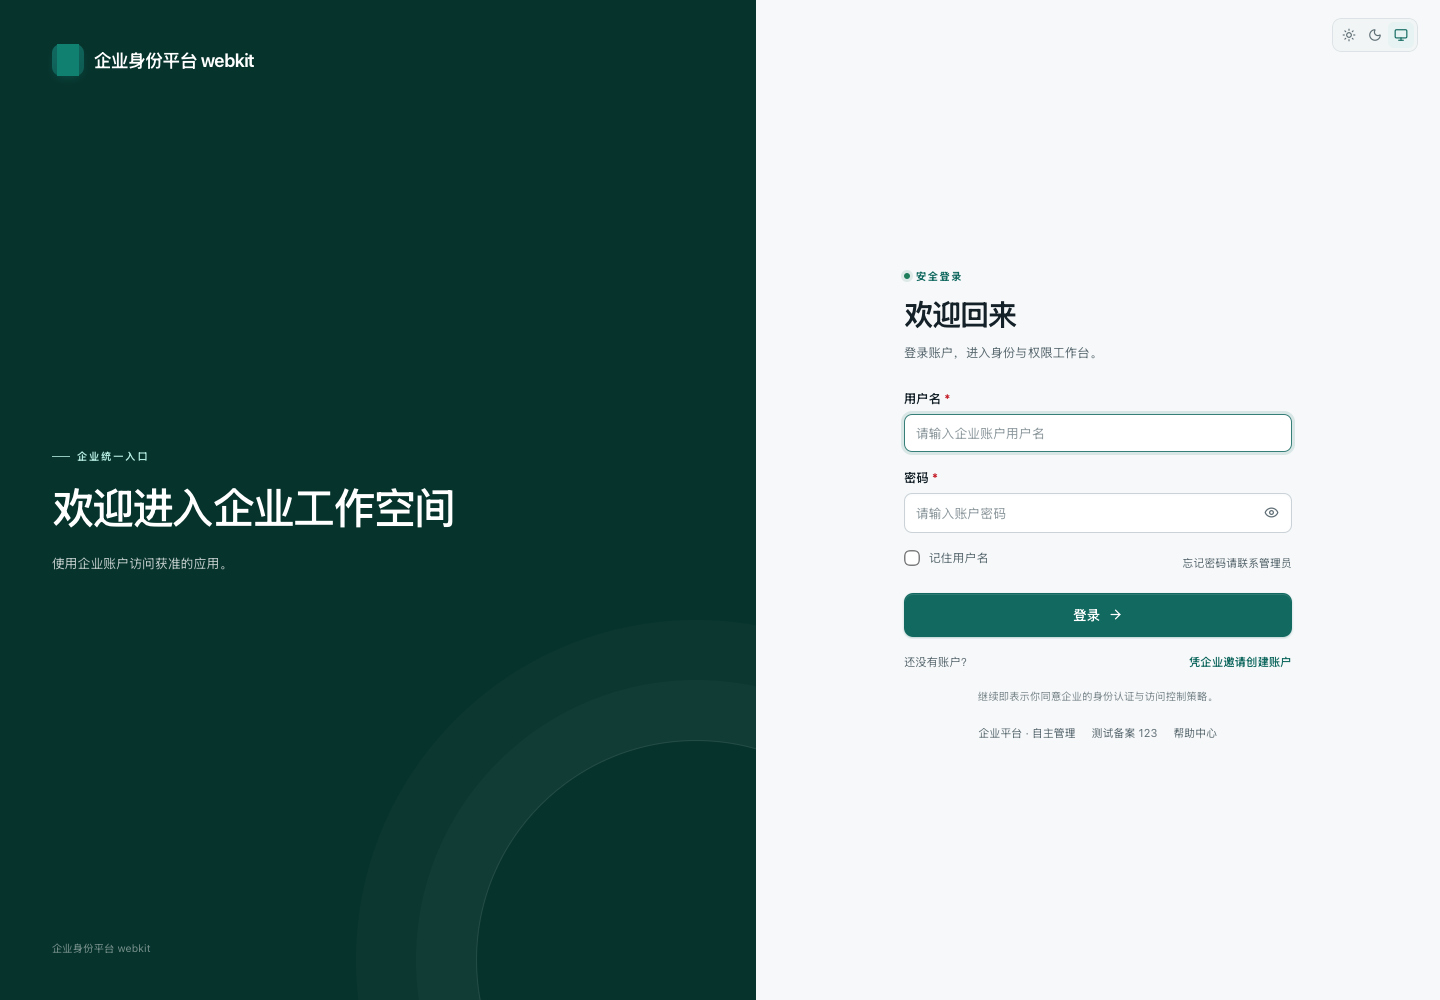 企业身份平台 webkit
企业统一入口
欢迎进入企业工作空间
使用企业账户访问获准的应用。
企业身份平台 webkit
安全登录
欢迎回来
登录账户，进入身份与权限工作台。
用户名 *
请输入企业账户用户名
密码 *
请输入账户密码
记住用户名
忘记密码请联系管理员
登录 →
还没有账户?
凭企业邀请创建账户
继续即表示你同意企业的身份认证与访问控制策略。
企业平台 · 自主管理 测试备案 123 帮助中心